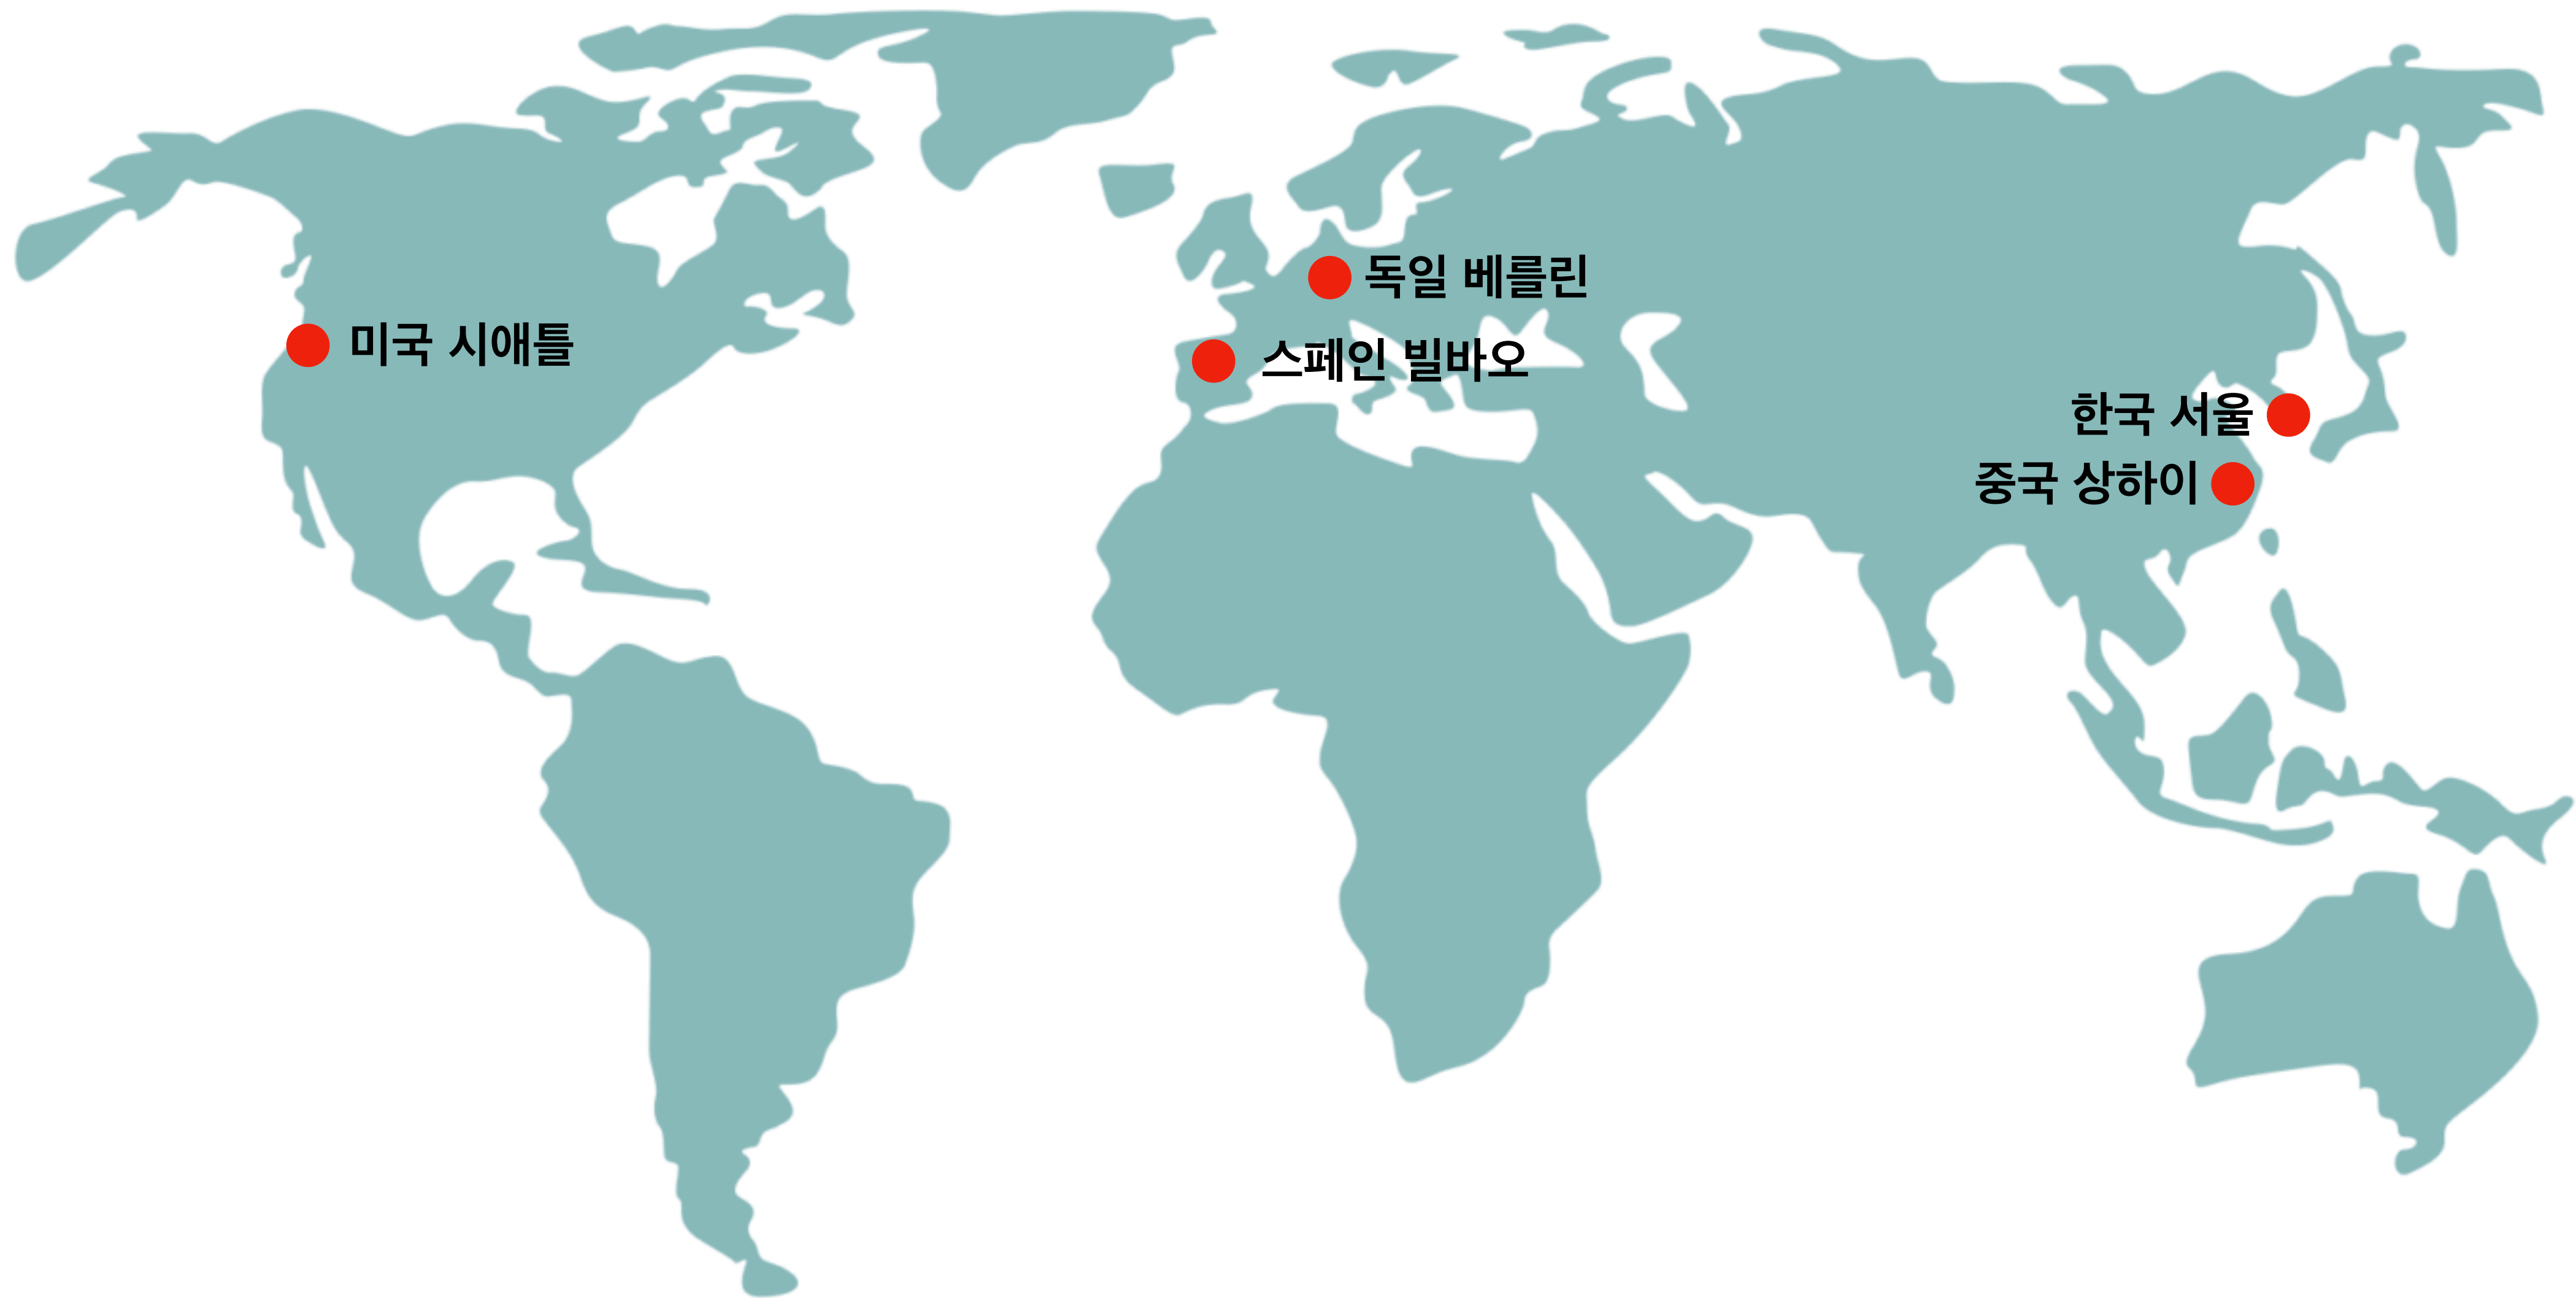 독일 베를린
미국 시애틀
스페인 빌바오
한국 서울
중국 상하이